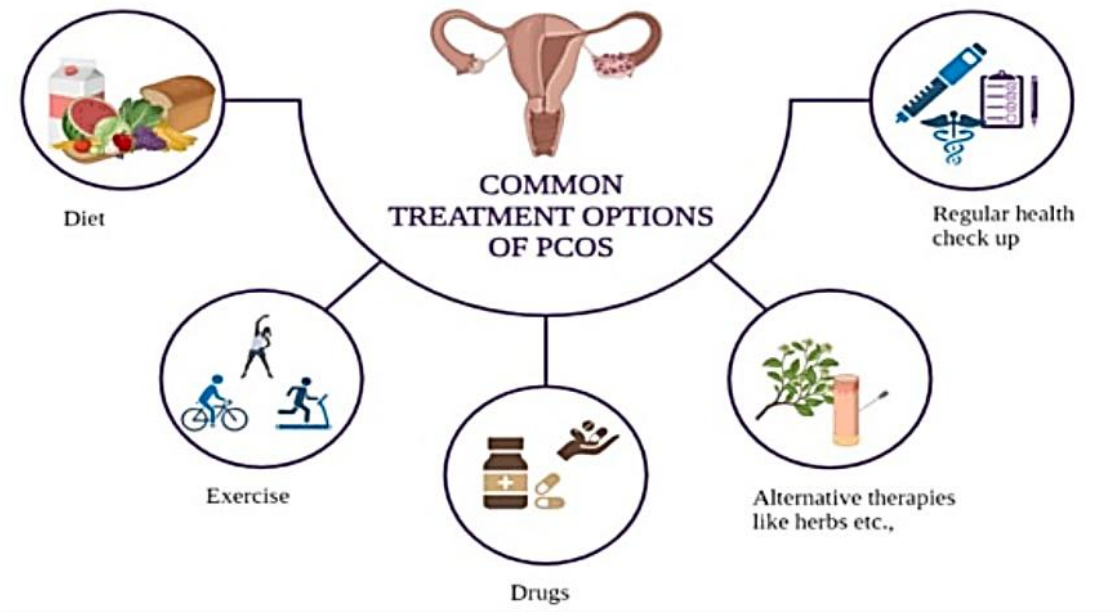 COMMON
TREATMENT OPTIONS
OF PCOS
Diet
Exercise
Drugs
Alternative therapies
like herbs etc.,
Regular health
check up